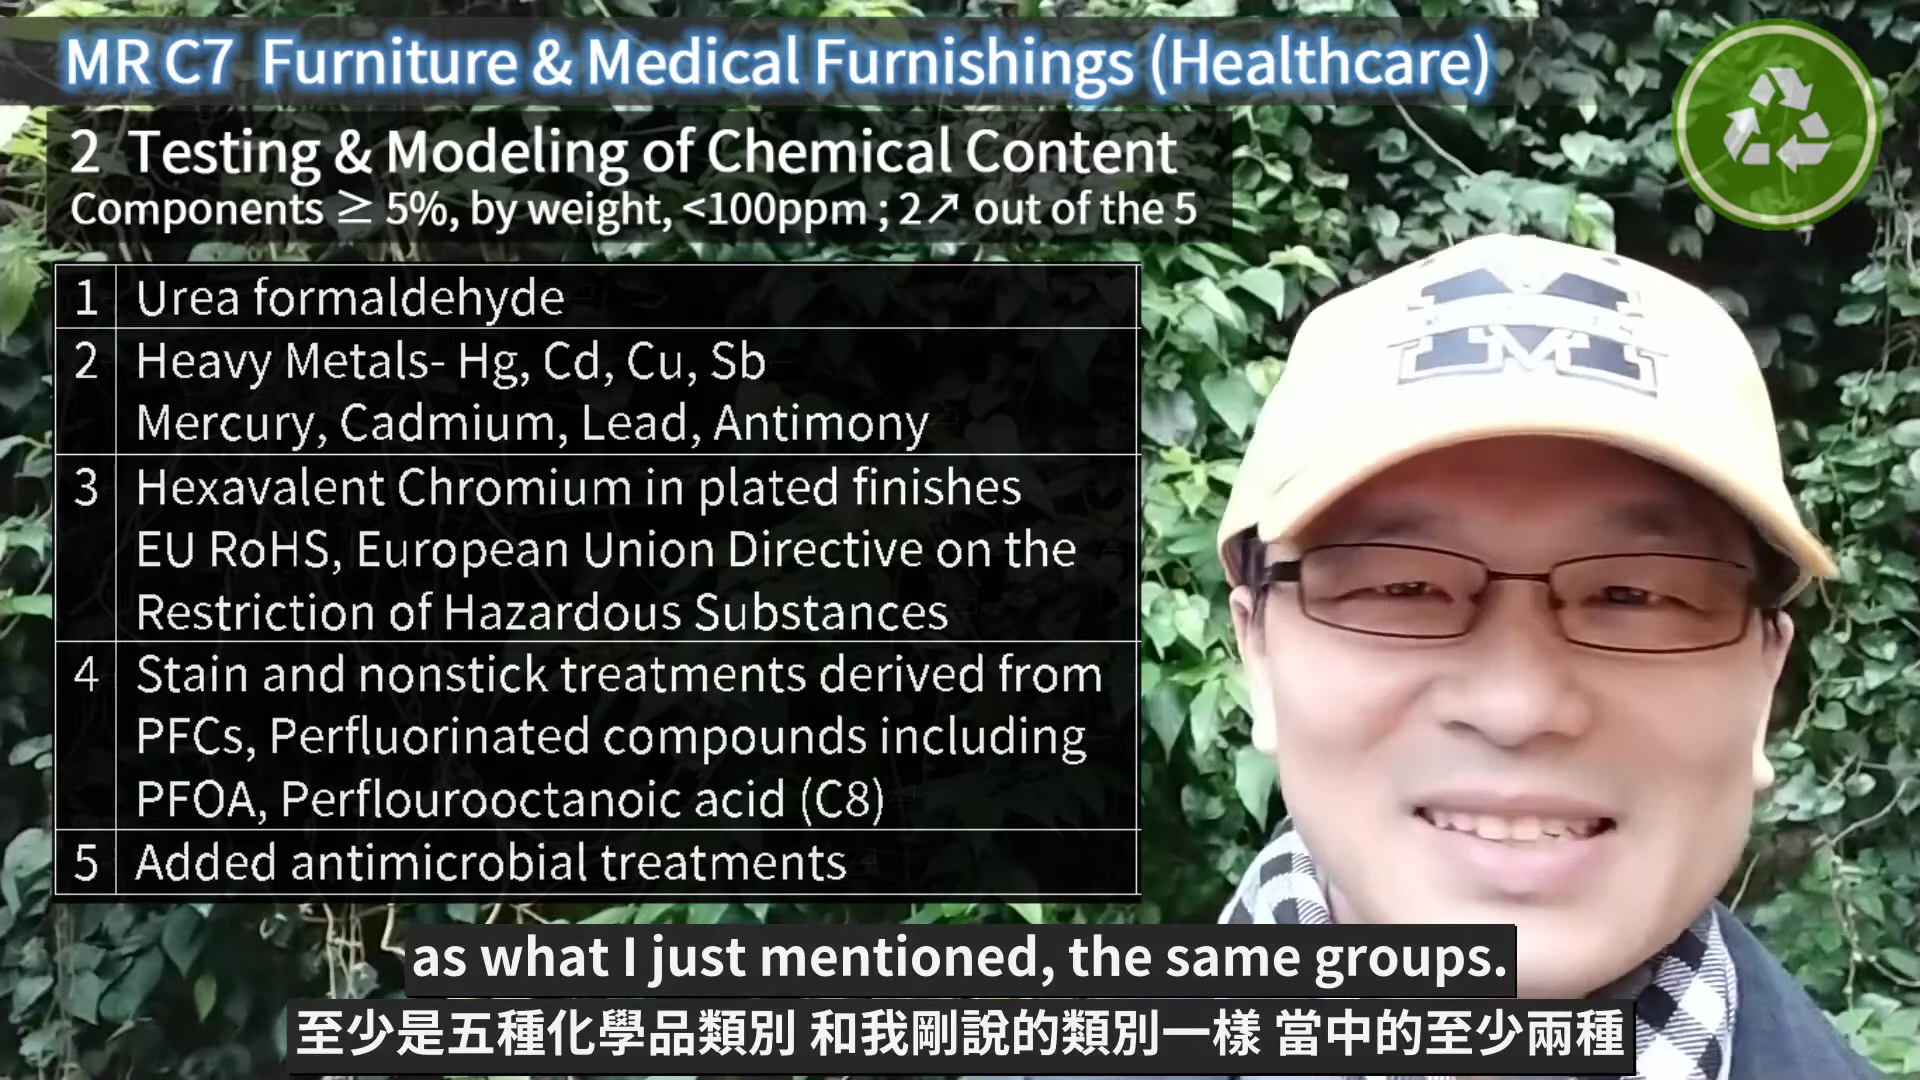 MR C7 Furniture & Medical Furnishings (Healthcare)
2 Testing & Modeling of Chemical Content
Components ≥ 5%, by weight, <100ppm ; 2↗ out of the 5
1 Urea formaldehyde
2 Heavy Metals- Hg, Cd, Cu, Sb
Mercury, Cadmium, Lead, Antimony
3 Hexavalent Chromium in plated finishes
EU RoHS, European Union Directive on the
Restriction of Hazardous Substances
4 Stain and nonstick treatments derived from
PFCs, Perfluorinated compounds including
PFOA, Perflourooctanoic acid (C8)
5 Added antimicrobial treatments
M
as what I just mentioned, the same groups.
至少是五種化學品類別 和我剛說的類別一樣 當中的至少兩種